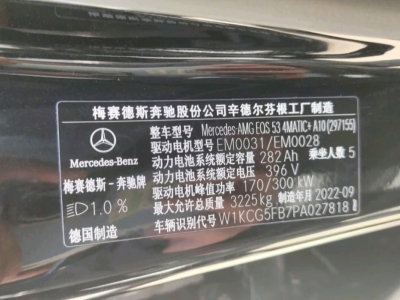 梅赛德斯奔驰股份公司辛德尔芬根工厂制造
整车型号 Mercedes-AMG EQS 53 4MATIC+ A10 (297155)
驱动电机型号 EM0031/EM0028
动力电池系统额定容量 282 Ah 乘坐人数 5
动力电池系统额定电压 396 V
驱动电机峰值功率 170/300 kW
最大允许总质量 3225 kg 制造年月 2022-09
车辆识别代号 W1KCG5FB7PA027818
Mercedes-Benz
梅赛德斯-奔驰牌
1.0 %
德国制造